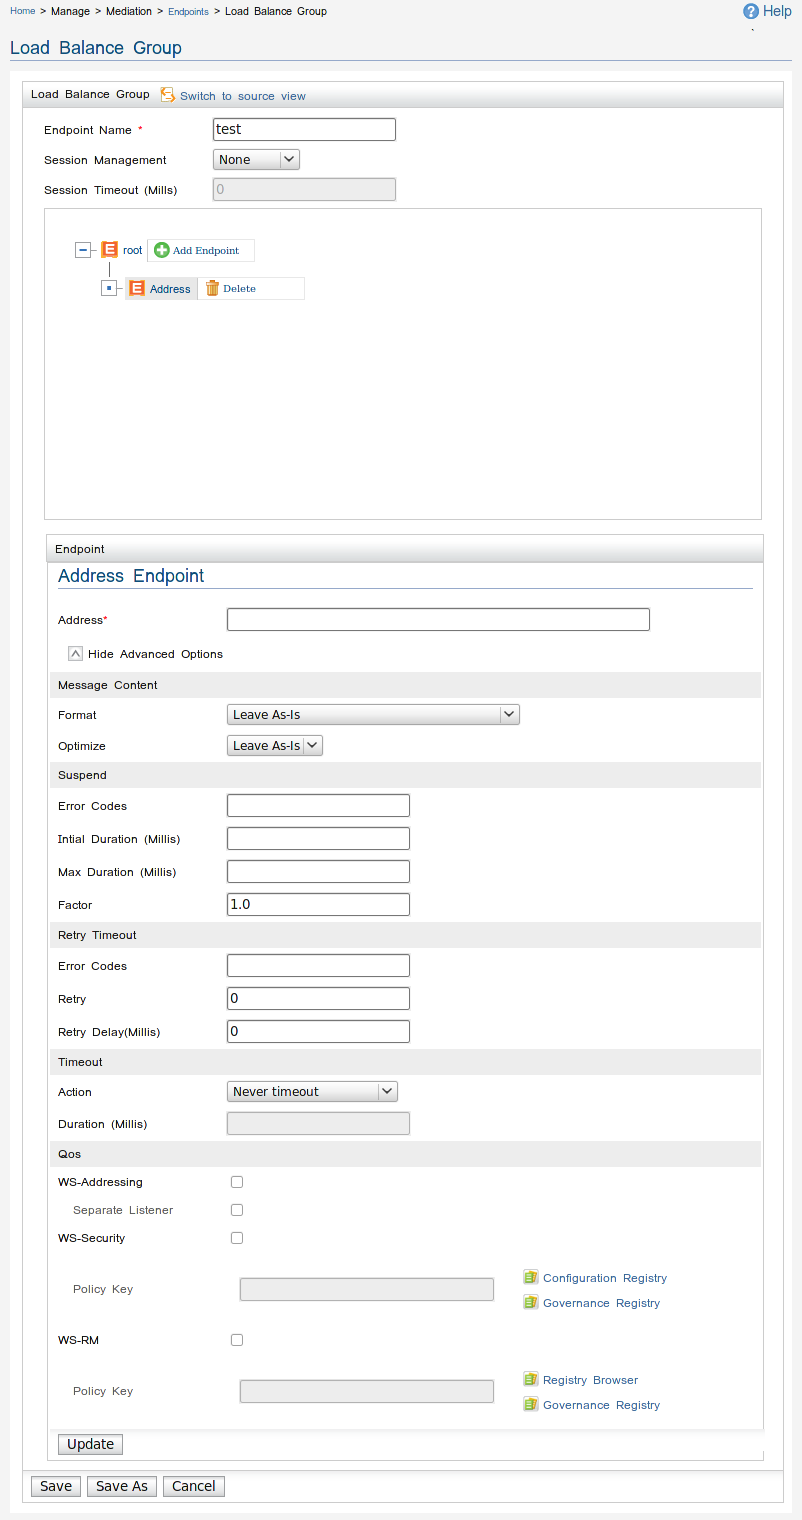 Home > Manage > Mediation > Endpoints > Load Balance Group
Help
Load Balance Group
Load Balance Group Switch to source view
Endpoint Name * test
Session Management None
Session Timeout (Mills) 0
root Add Endpoint
Address Delete
Endpoint
Address Endpoint
Address*
Hide Advanced Options
Message Content
Format Leave As-Is
Optimize Leave As-Is
Suspend
Error Codes
Intial Duration (Millis)
Max Duration (Millis)
Factor 1.0
Retry Timeout
Error Codes
Retry 0
Retry Delay(Millis) 0
Timeout
Action Never timeout
Duration (Millis)
Qos
WS-Addressing
Separate Listener
WS-Security
Policy Key
Configuration Registry
Governance Registry
WS-RM
Policy Key
Registry Browser
Governance Registry
Update
Save Save As Cancel